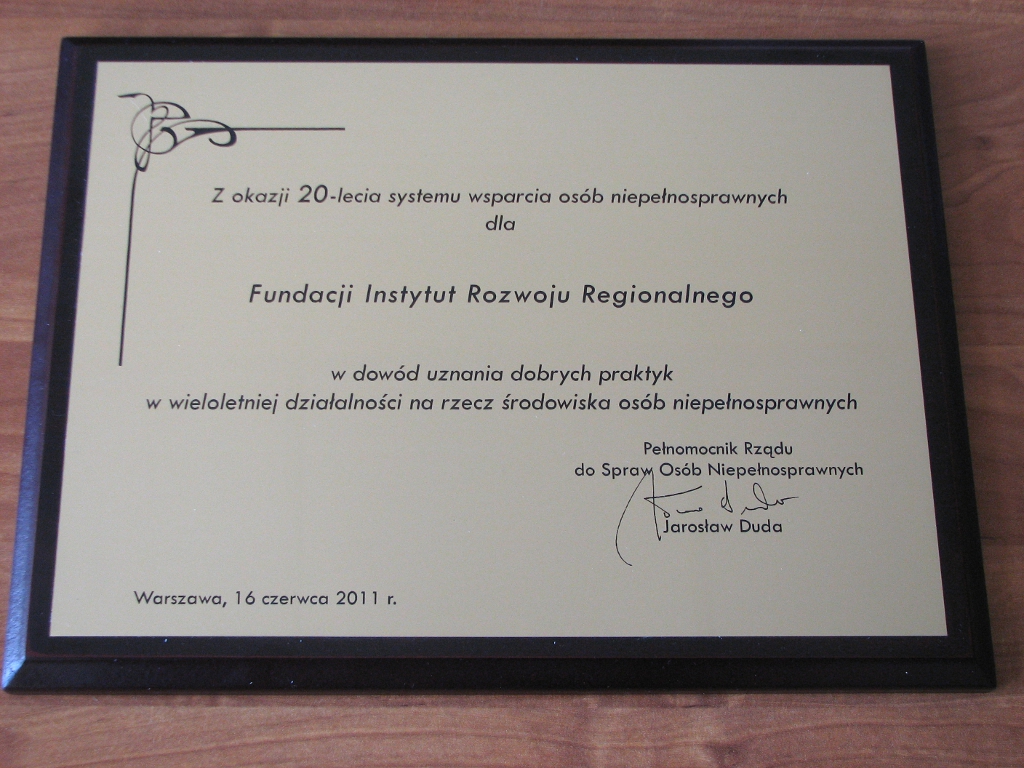 Z okazji 20-lecia systemu wsparcia osób niepełnosprawnych
dla
Fundacji Instytut Rozwoju Regionalnego
w dowód uznania dobrych praktyk
w wieloletniej działalności na rzecz środowiska osób niepełnosprawnych
Pełnomocnik Rządu
do Spraw Osób Niepełnosprawnych
Jarosław Duda
Warszawa, 16 czerwca 2011 r.